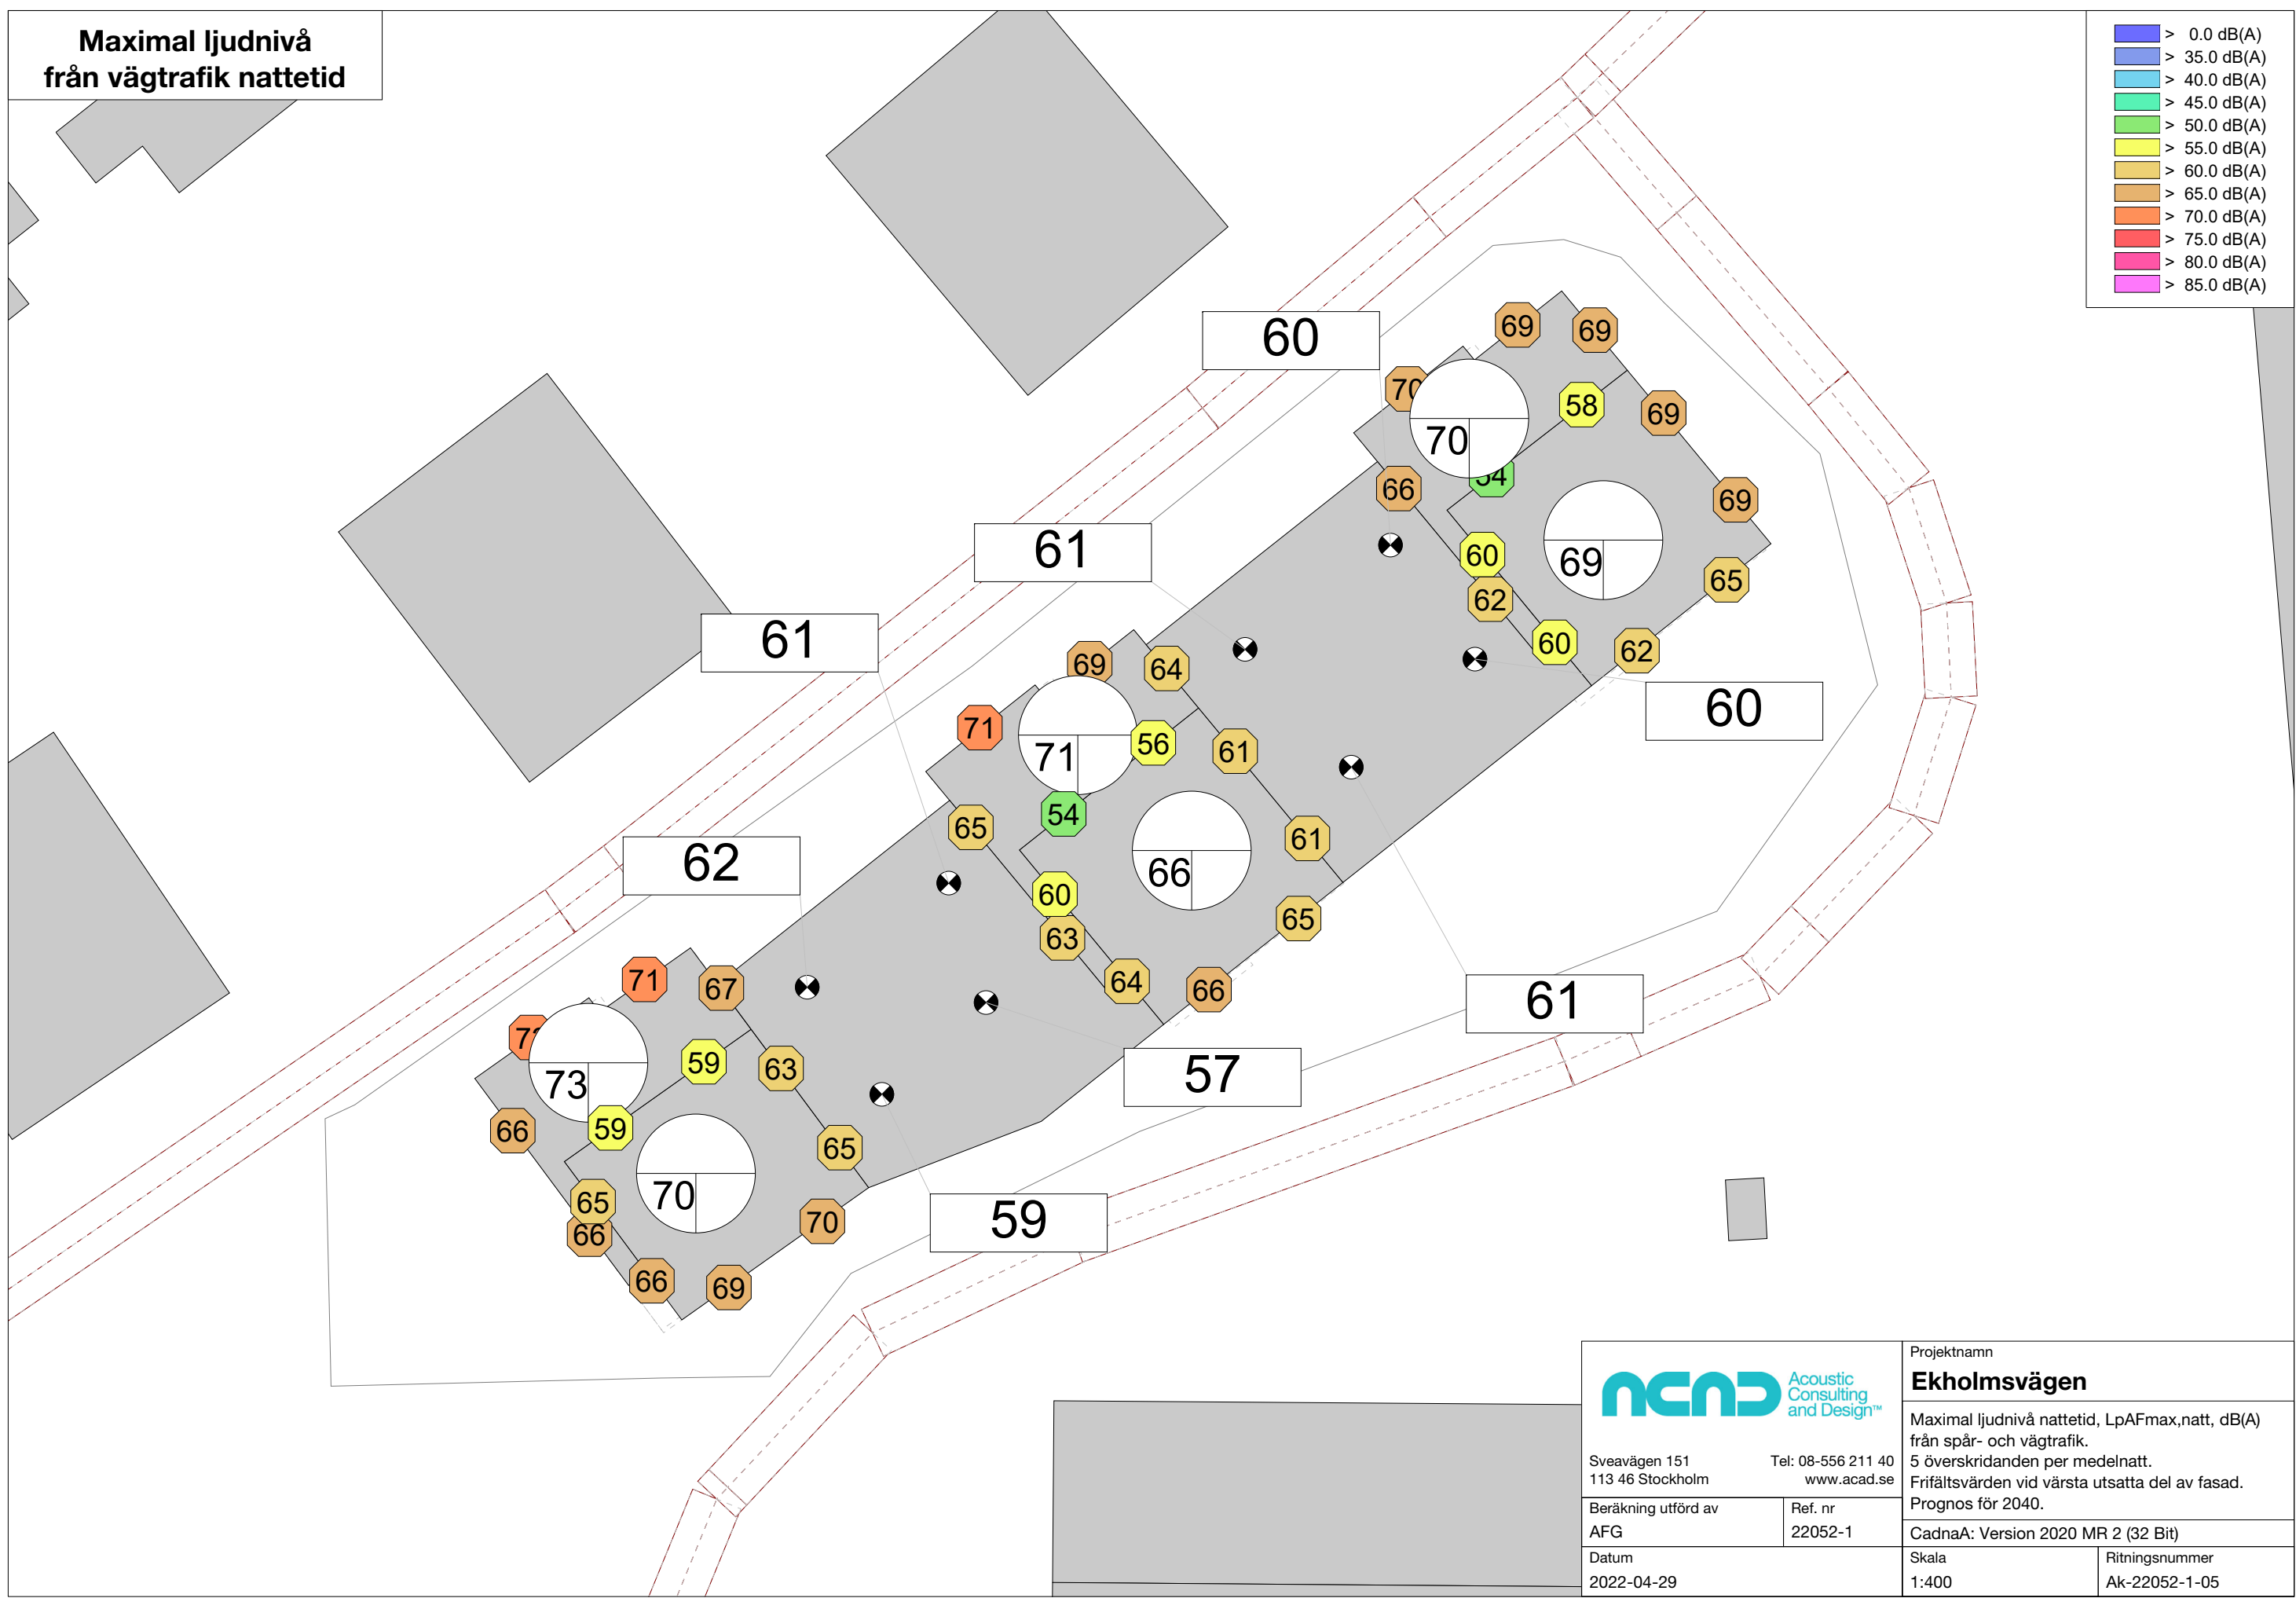 Maximal ljudnivå
från vägtrafik nattetid
> 0.0 dB(A)
> 35.0 dB(A)
> 40.0 dB(A)
> 45.0 dB(A)
> 50.0 dB(A)
> 55.0 dB(A)
> 60.0 dB(A)
> 65.0 dB(A)
> 70.0 dB(A)
> 75.0 dB(A)
> 80.0 dB(A)
> 85.0 dB(A)
60
69
69
70
58
69
70
54
66
69
61
60
69
62
65
61
60
62
69
64
60
71
56
61
71
54
65
61
62
66
60
65
63
64
66
61
71
67
57
59
63
73
59
66
65
70
65
59
66
70
66
69
ACAD
Acoustic
Consulting
and Design™
Sveavägen 151 Tel: 08-556 211 40
113 46 Stockholm www.acad.se
Beräkning utförd av Ref. nr
AFG 22052-1
Datum
2022-04-29
Projektnamn
Ekholmsvägen
Maximal ljudnivå nattetid, LpAFmax,natt, dB(A)
från spår- och vägtrafik.
5 överskridanden per medelnatt.
Frifältsvärden vid värsta utsatta del av fasad.
Prognos för 2040.
CadnaA: Version 2020 MR 2 (32 Bit)
Skala Ritningsnummer
1:400 Ak-22052-1-05